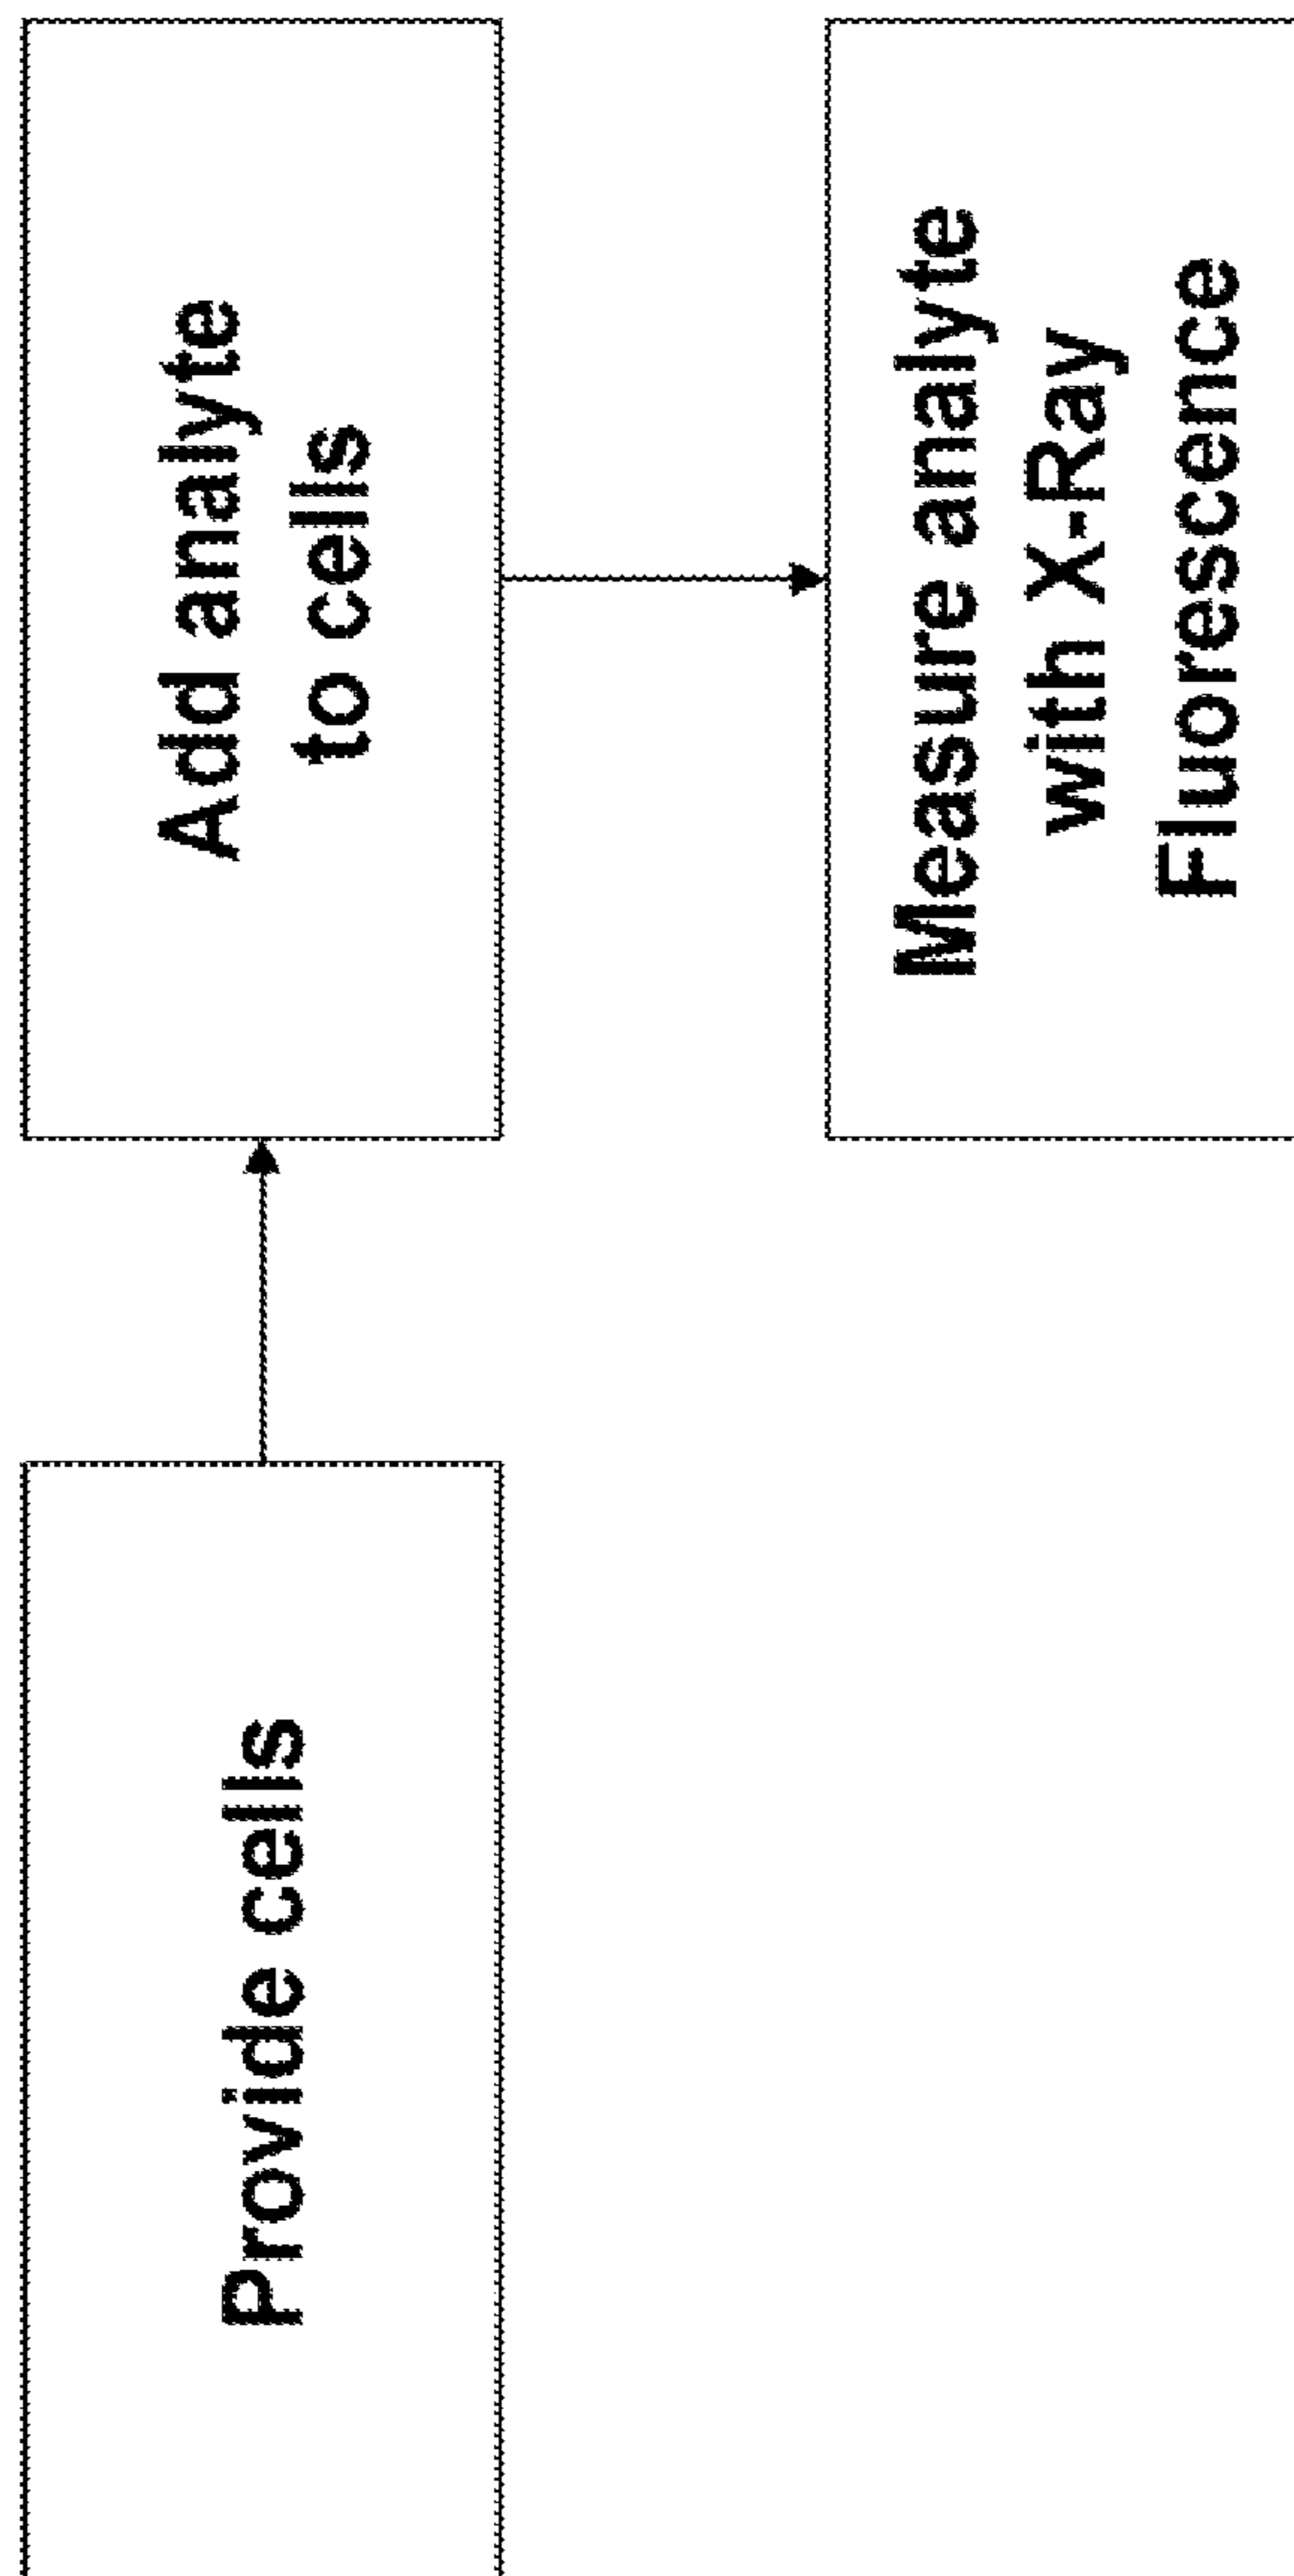 Provide cells
Add analyte
to cells
Measure analyte
with X-Ray
Fluorescence